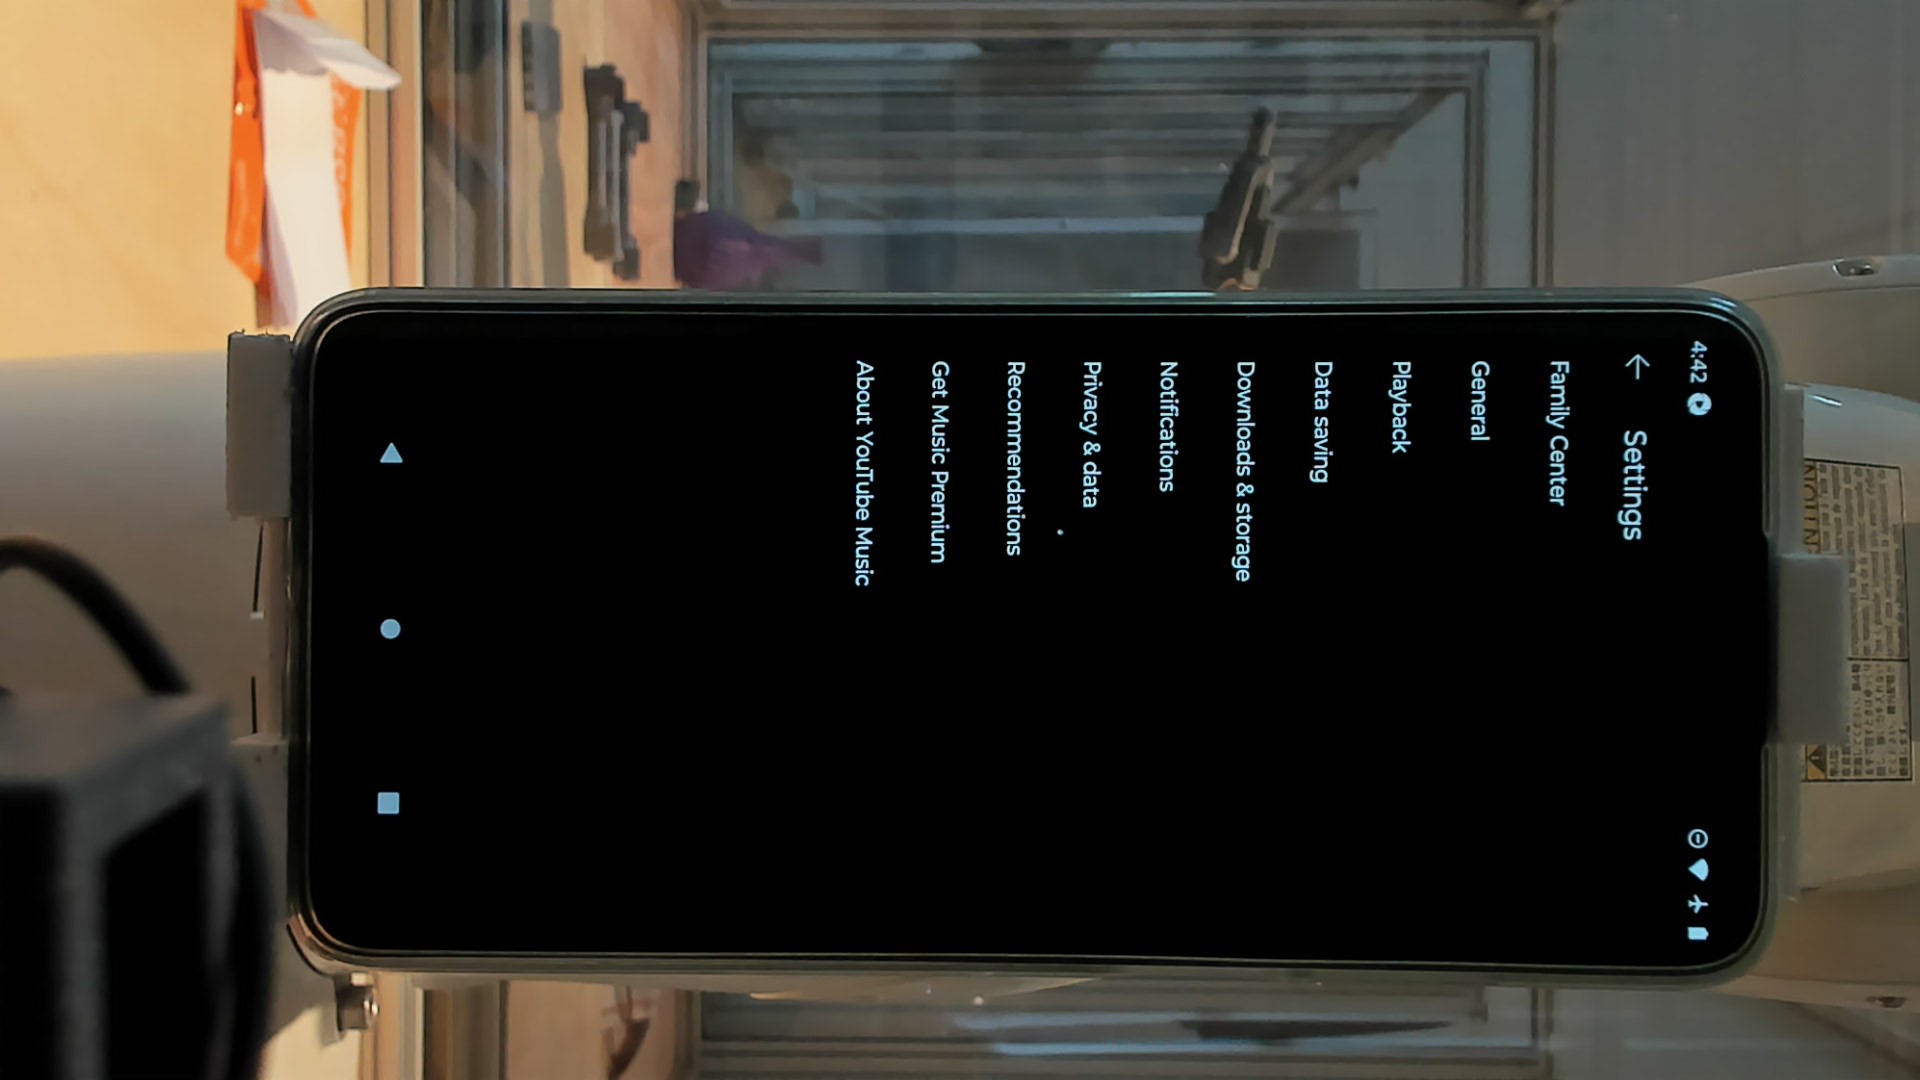 4:42
Settings
Family Center
General
Playback
Data saving
Downloads & storage
Notifications
Privacy & data
Recommendations
Get Music Premium
About YouTube Music